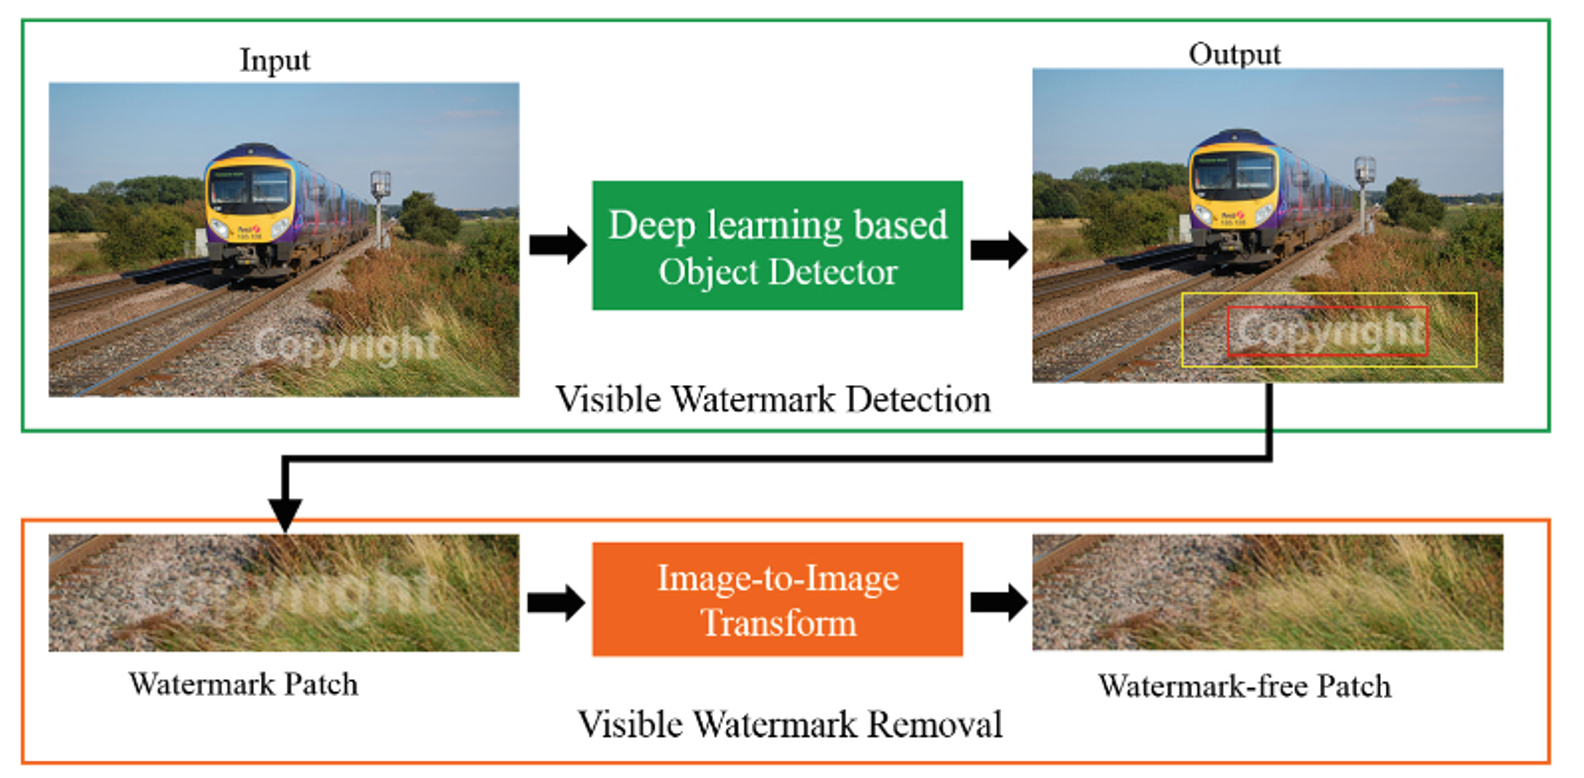 Input
Output
Deep learning based
Object Detector
Copyright
Copyright
Visible Watermark Detection
Copyright
Image-to-Image
Transform
Watermark Patch
Watermark-free Patch
Visible Watermark Removal